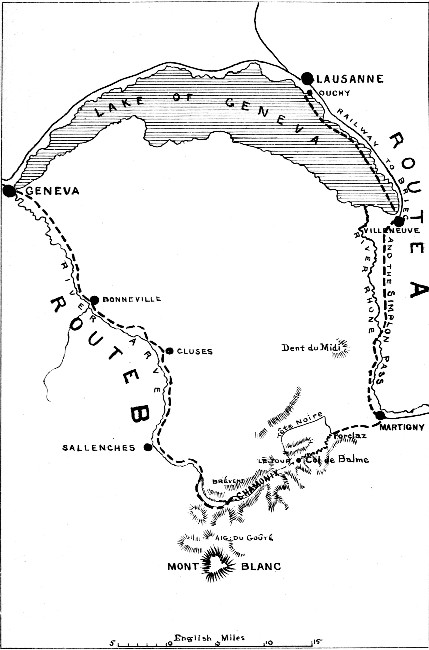 LAUSANNE
OUCHY
LAKE OF GENEVA
RAILWAY TO BRIEG
AND THE SIMPLON PASS
ROUTE A
GENEVA
VILLENEUVE
RIVER RHONE
RIVER ARVE
BONNEVILLE
ROUTE B
CLUSES
Dent du Midi
MARTIGNY
Tête Noire
Forclaz
SALLENCHES
LE TOUR
Col de Balme
BRÉVENT
CHAMONIX
AIG. DU GOÛTÉ
MONT BLANC
English Miles
5 10 5 10 15